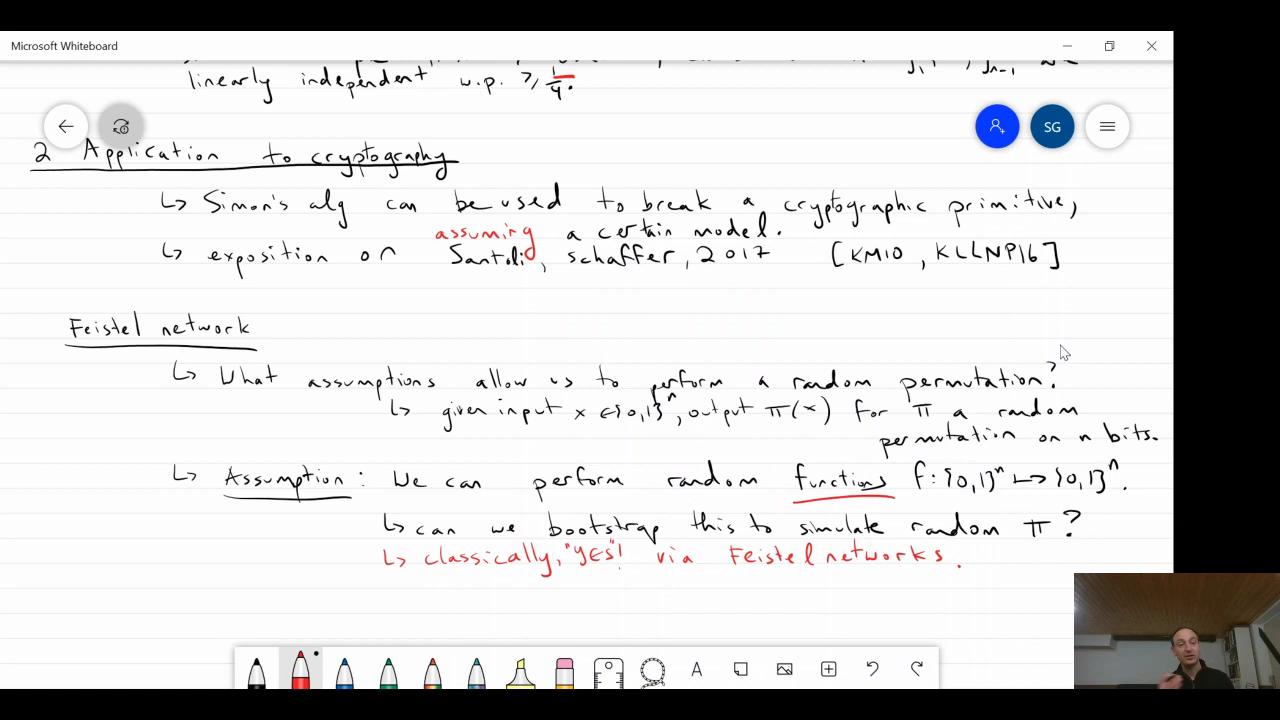 Microsoft Whiteboard
linearly independent w.p. ≥ 1/4.
SG
2 Application to cryptography
↳ Simon's alg can be used to break a cryptographic primitive,
assuming a certain model.
↳ exposition on Santoli, schaffer, 2017 [KM10, KLLNP16]
Feistel network
↳ What assumptions allow us to perform a random permutation?
↳ given input x ∈ {0,1}ⁿ, output π(x) for π a random
permutation on n bits.
↳ Assumption: We can perform random functions f: {0,1}ⁿ ↦ {0,1}ⁿ.
↳ can we bootstrap this to simulate random π?
↳ classically, "YES"! via Feistel networks.
A